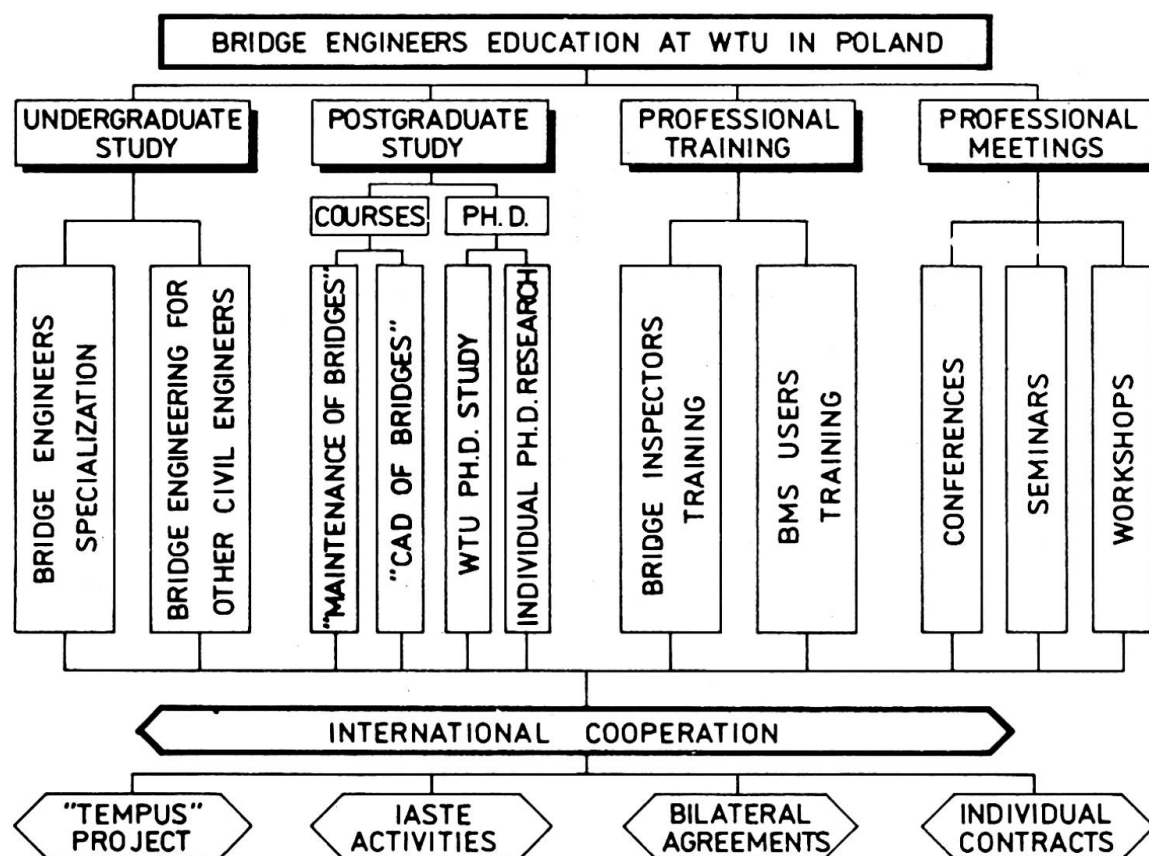 BRIDGE ENGINEERS EDUCATION AT WTU IN POLAND
UNDERGRADUATE
STUDY
POSTGRADUATE
STUDY
PROFESSIONAL
TRAINING
PROFESSIONAL
MEETINGS
COURSES
PH.D.
BRIDGE ENGINEERS
SPECIALIZATION
BRIDGE ENGINEERING FOR
OTHER CIVIL ENGINEERS
"MAINTENANCE OF BRIDGES"
"CAD OF BRIDGES"
WTU PH.D. STUDY
INDIVIDUAL PH.D. RESEARCH
BRIDGE INSPECTORS
TRAINING
BMS USERS
TRAINING
CONFERENCES
SEMINARS
WORKSHOPS
INTERNATIONAL COOPERATION
"TEMPUS"
PROJECT
IASTE
ACTIVITIES
BILATERAL
AGREEMENTS
INDIVIDUAL
CONTRACTS